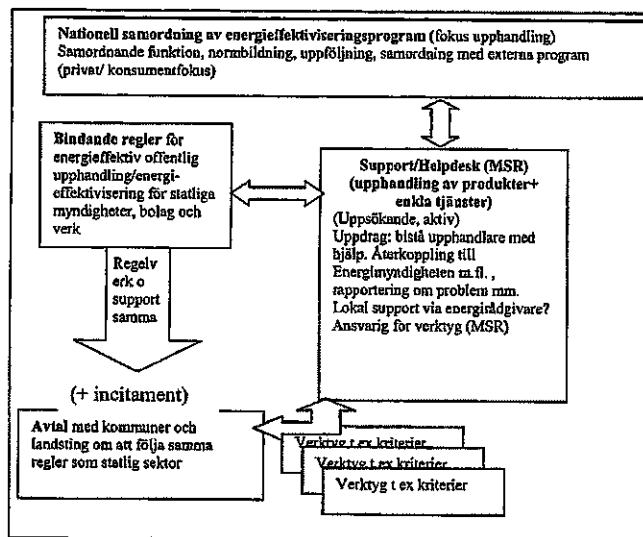 Nationell samordning av energieffektiviseringsprogram (fokus upphandling)
Samordnande funktion, normbildning, uppföljning, samordning med externa program
(privat/ konsumentfokus)
Bindande regler för
energieffektiv offentlig
upphandling/energi-
effektivisering för statliga
myndigheter, bolag och
verk
Support/Helpdesk (MSR)
(upphandling av produkter+
enkla tjänster)
(Uppsökande, aktiv)
Uppdrag: bistå upphandlare med
hjälp. Återkoppling till
Energimyndigheten m.fl. ,
rapportering om problem mm.
Lokal support via energirådgivare?
Ansvarig för verktyg (MSR)
Regelv
erk o
support
samma
(+ incitament)
Avtal med kommuner och
landsting om att följa samma
regler som statlig sektor
Verktyg t ex kriterier
Verktyg t ex kriterier
Verktyg t ex kriterier